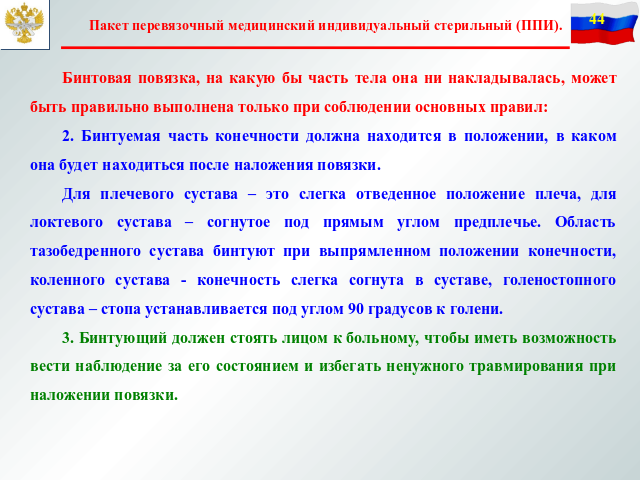 Пакет перевязочный медицинский индивидуальный стерильный (ППИ).
44
Бинтовая повязка, на какую бы часть тела она ни накладывалась, может
быть правильно выполнена только при соблюдении основных правил:
2. Бинтуемая часть конечности должна находится в положении, в каком
она будет находиться после наложения повязки.
Для плечевого сустава – это слегка отведенное положение плеча, для
локтевого сустава – согнутое под прямым углом предплечье. Область
тазобедренного сустава бинтуют при выпрямленном положении конечности,
коленного сустава - конечность слегка согнута в суставе, голеностопного
сустава – стопа устанавливается под углом 90 градусов к голени.
3. Бинтующий должен стоять лицом к больному, чтобы иметь возможность
вести наблюдение за его состоянием и избегать ненужного травмирования при
наложении повязки.